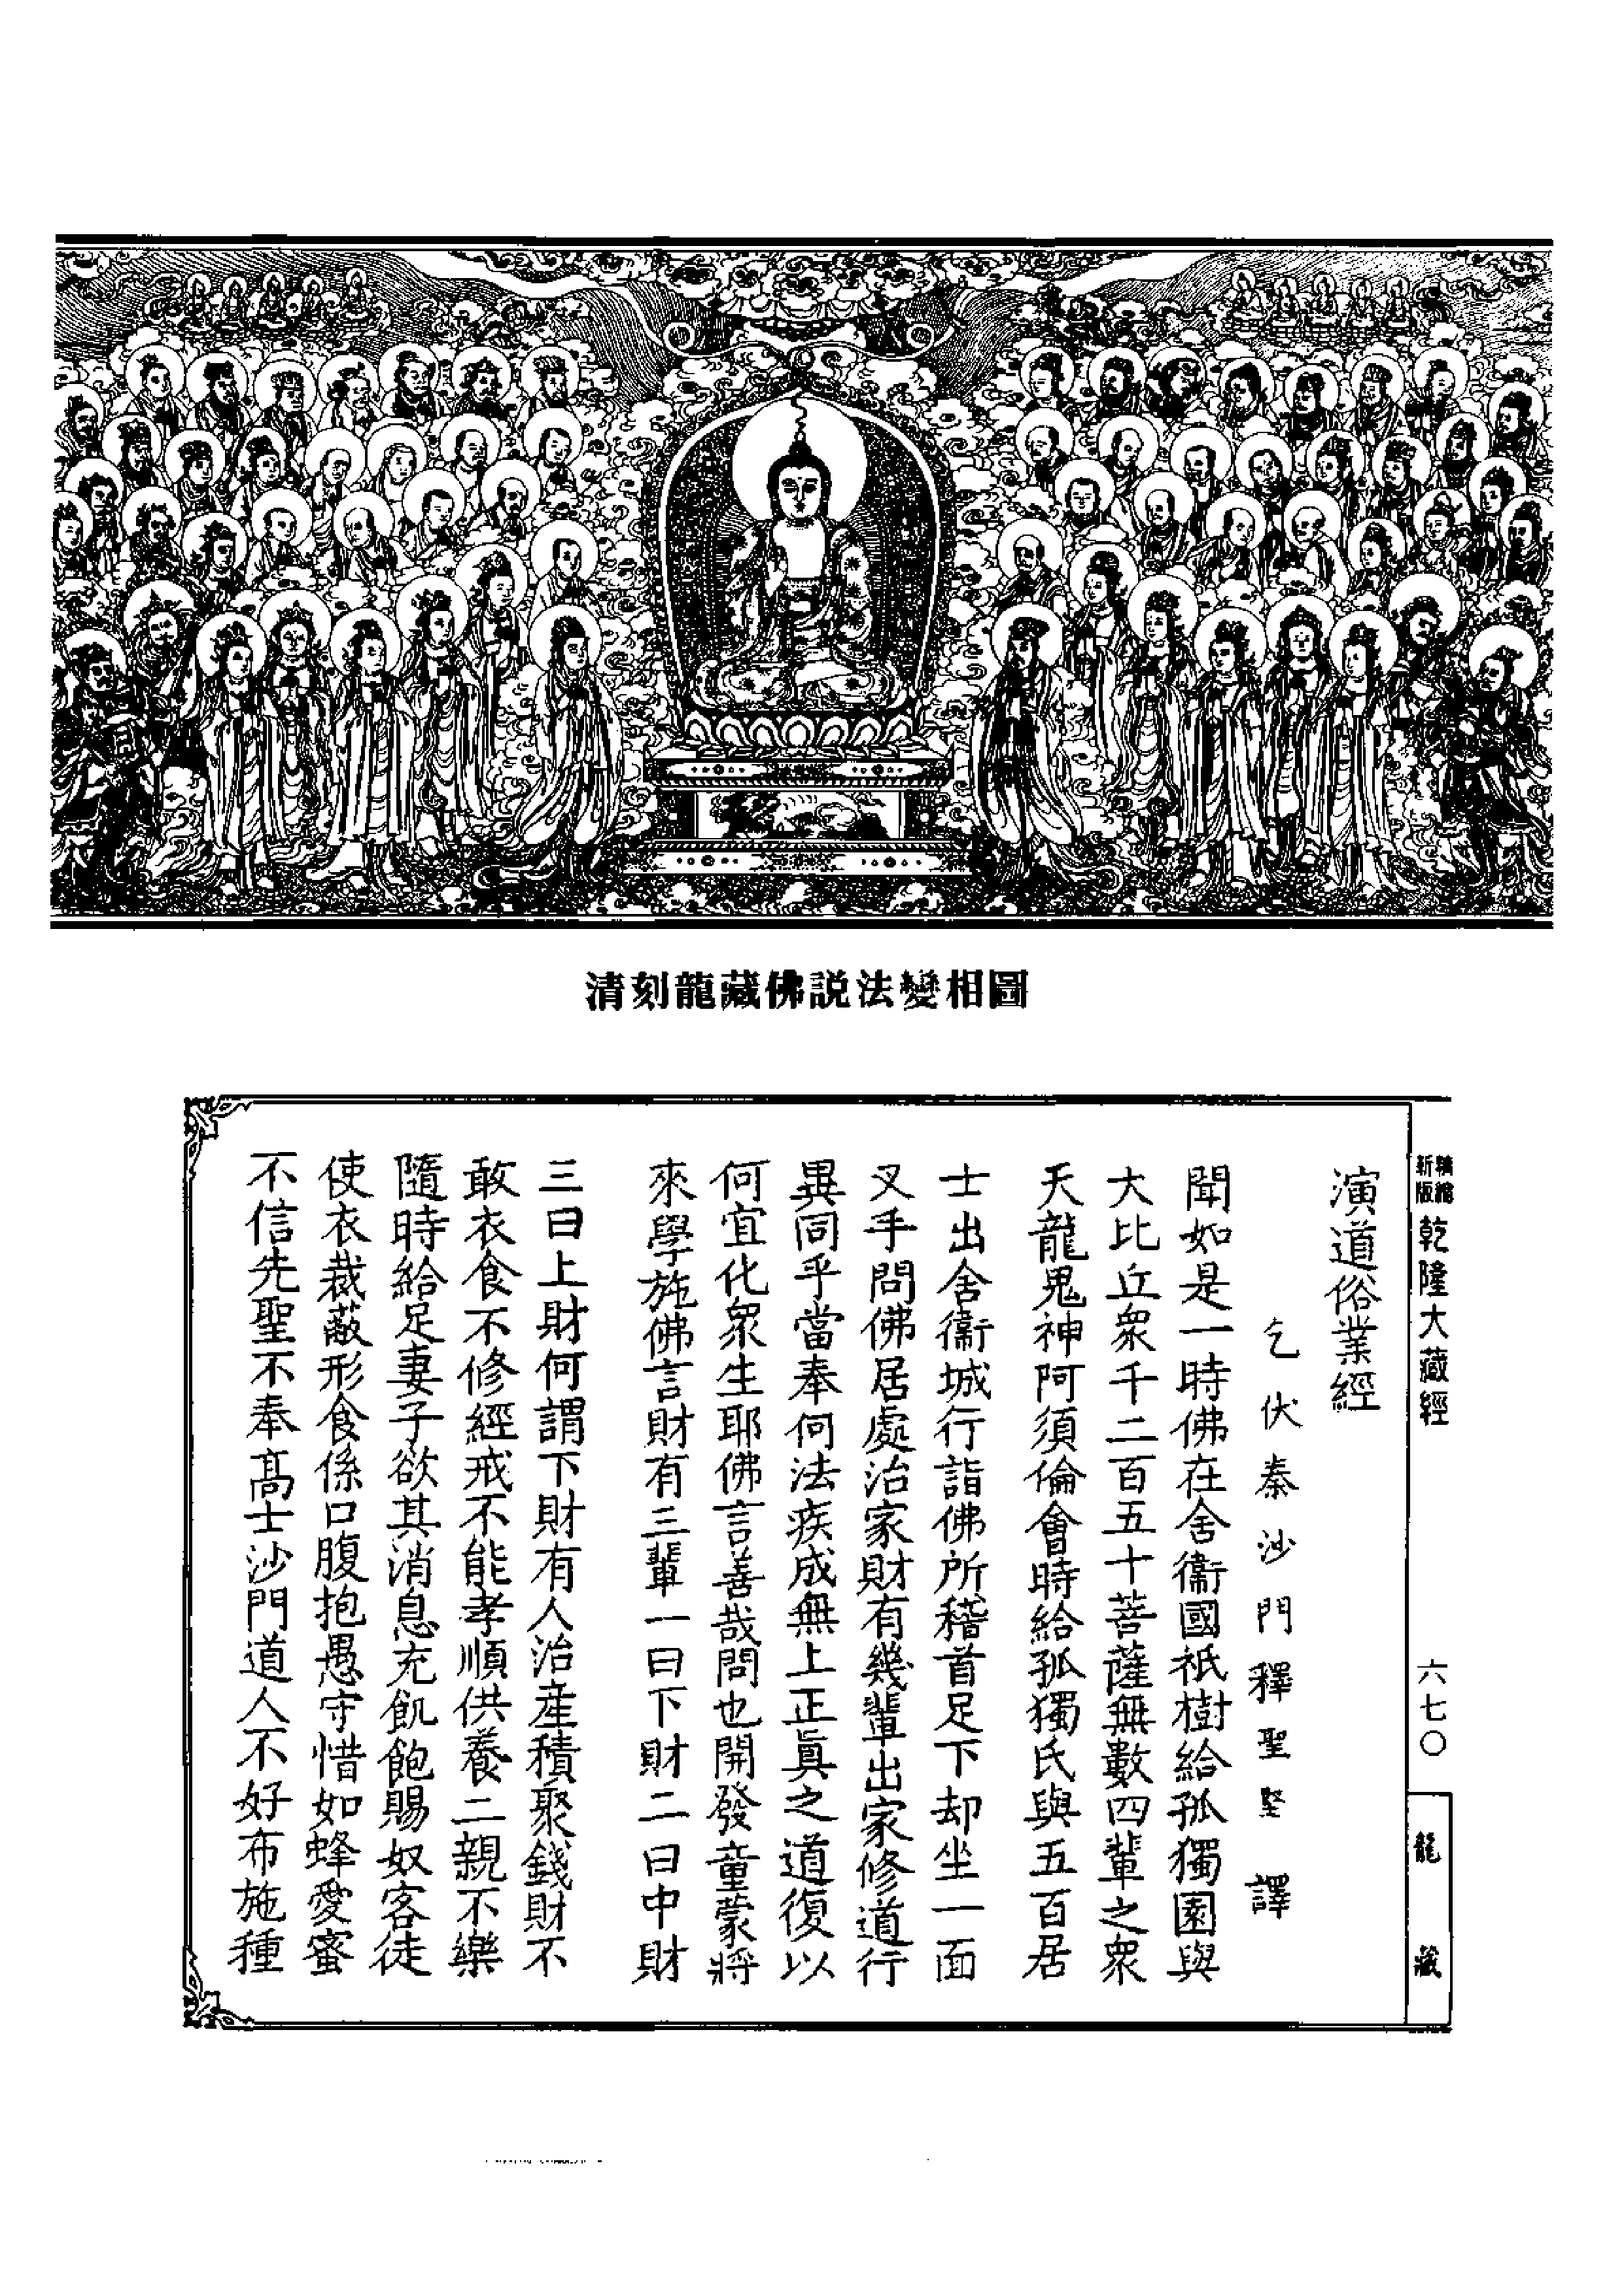 清刻龍藏佛説法變相圖
新版
精縮
乾隆大藏經
六七〇
龍藏
演道俗業經
乞伏秦沙門釋聖堅譯
聞如是一時佛在舍衞國祇樹給孤獨園與
大比丘衆千二百五十菩薩無數四輩之衆
天龍鬼神阿須倫會時給孤獨氏與五百居
士出舍衞城行詣佛所稽首足下却坐一面
叉手問佛居處治家財有幾輩出家修道行
異同乎當奉何法疾成無上正眞之道復以
何宜化衆生耶佛言善哉問也開發童蒙將
來學施佛言財有三輩一曰下財二曰中財
三曰上財何謂下財有人治産積聚錢財不
敢衣食不修經戒不能孝順供養二親不樂
隨時給足妻子欲其消息充飢飽賜奴客徒
使衣裁蔽形食係口腹抱愚守惜如蜂愛蜜
不信先聖不奉高士沙門道人不好布施種